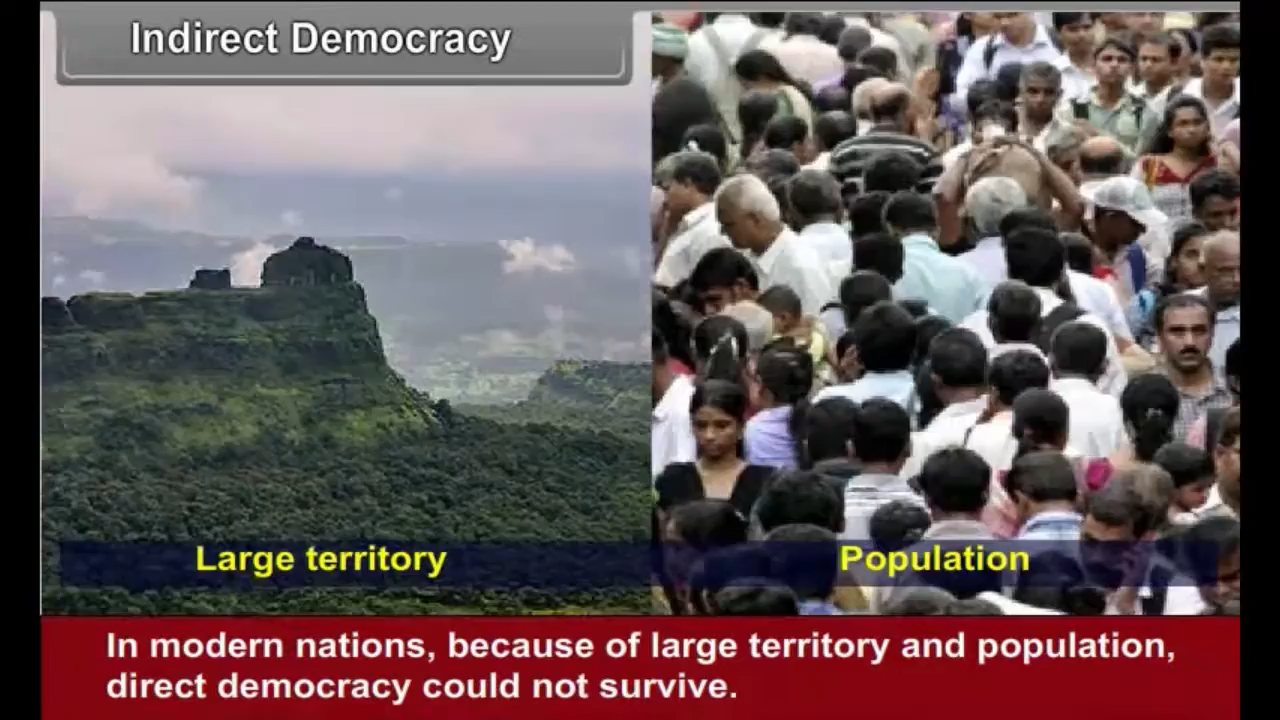 Indirect Democracy
Large territory
Population
In modern nations, because of large territory and population,
direct democracy could not survive.